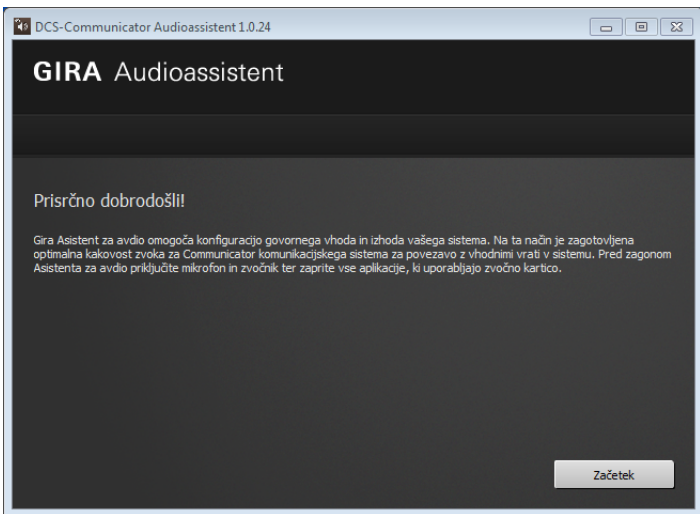 DCS-Communicator Audioassistent 1.0.24
GIRA Audioassistent
Prisrčno dobrodošli!
Gira Asistent za avdio omogoča konfiguracijo govornega vhoda in izhoda vašega sistema. Na ta način je zagotovljena
optimalna kakovost zvoka za Communicator komunikacijskega sistema za povezavo z vhodnimi vrati v sistemu. Pred zagonom
Asistenta za avdio priključite mikrofon in zvočnik ter zaprite vse aplikacije, ki uporabljajo zvočno kartico.
Začetek